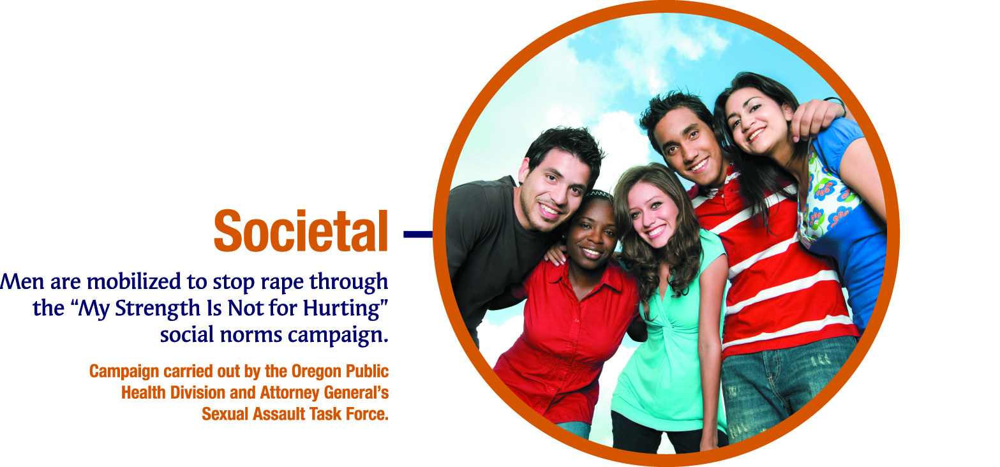 Societal
Men are mobilized to stop rape through
the “My Strength Is Not for Hurting”
social norms campaign.
Campaign carried out by the Oregon Public
Health Division and Attorney General’s
Sexual Assault Task Force.